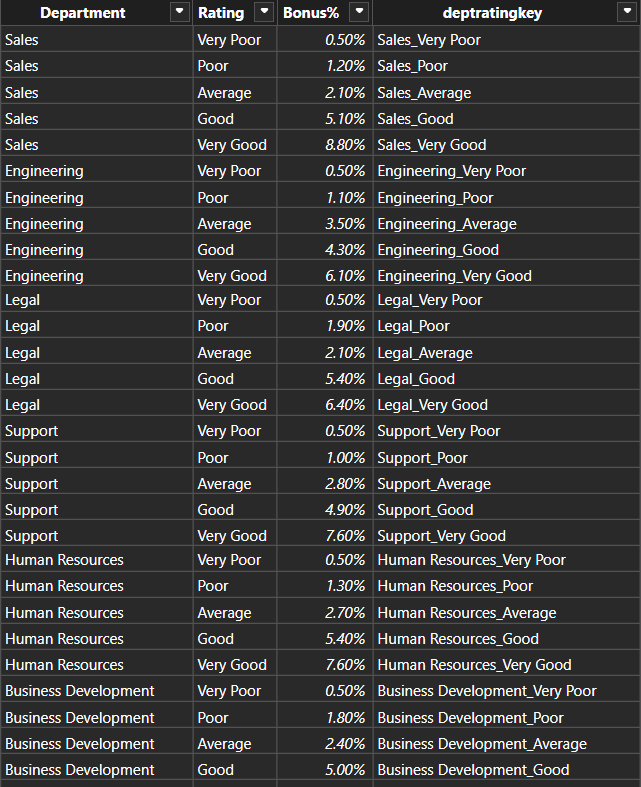 Department Rating Bonus% deptratingkey
Sales Very Poor 0.50% Sales_Very Poor
Sales Poor 1.20% Sales_Poor
Sales Average 2.10% Sales_Average
Sales Good 5.10% Sales_Good
Sales Very Good 8.80% Sales_Very Good
Engineering Very Poor 0.50% Engineering_Very Poor
Engineering Poor 1.10% Engineering_Poor
Engineering Average 3.50% Engineering_Average
Engineering Good 4.30% Engineering_Good
Engineering Very Good 6.10% Engineering_Very Good
Legal Very Poor 0.50% Legal_Very Poor
Legal Poor 1.90% Legal_Poor
Legal Average 2.10% Legal_Average
Legal Good 5.40% Legal_Good
Legal Very Good 6.40% Legal_Very Good
Support Very Poor 0.50% Support_Very Poor
Support Poor 1.00% Support_Poor
Support Average 2.80% Support_Average
Support Good 4.90% Support_Good
Support Very Good 7.60% Support_Very Good
Human Resources Very Poor 0.50% Human Resources_Very Poor
Human Resources Poor 1.30% Human Resources_Poor
Human Resources Average 2.70% Human Resources_Average
Human Resources Good 5.40% Human Resources_Good
Human Resources Very Good 7.60% Human Resources_Very Good
Business Development Very Poor 0.50% Business Development_Very Poor
Business Development Poor 1.80% Business Development_Poor
Business Development Average 2.40% Business Development_Average
Business Development Good 5.00% Business Development_Good